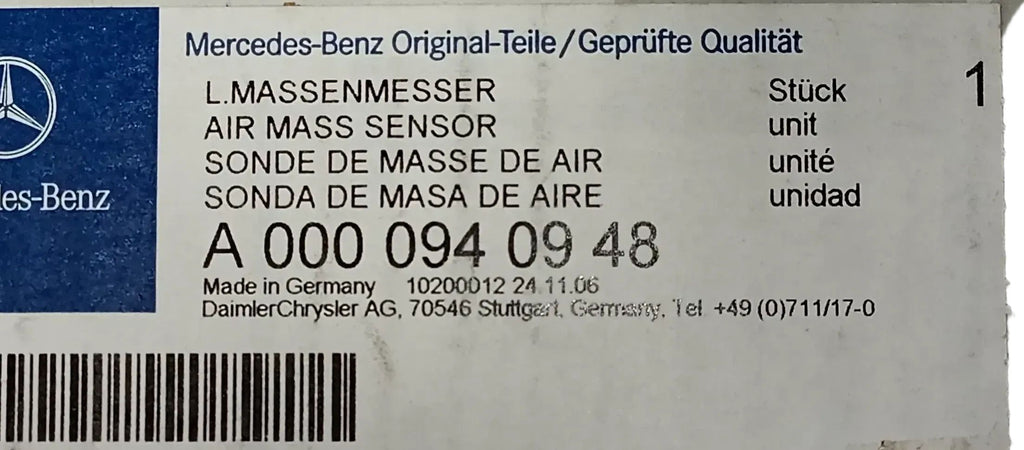 Mercedes-Benz Original-Teile/Geprüfte Qualität
L.MASSENMESSER Stück 1
AIR MASS SENSOR unit
SONDE DE MASSE DE AIR unité
SONDA DE MASA DE AIRE unidad
des-Benz
A 000 094 09 48
Made in Germany 10200012 24.11.06
DaimlerChrysler AG, 70546 Stuttgart, Germany, Tel. +49 (0)711/17-0